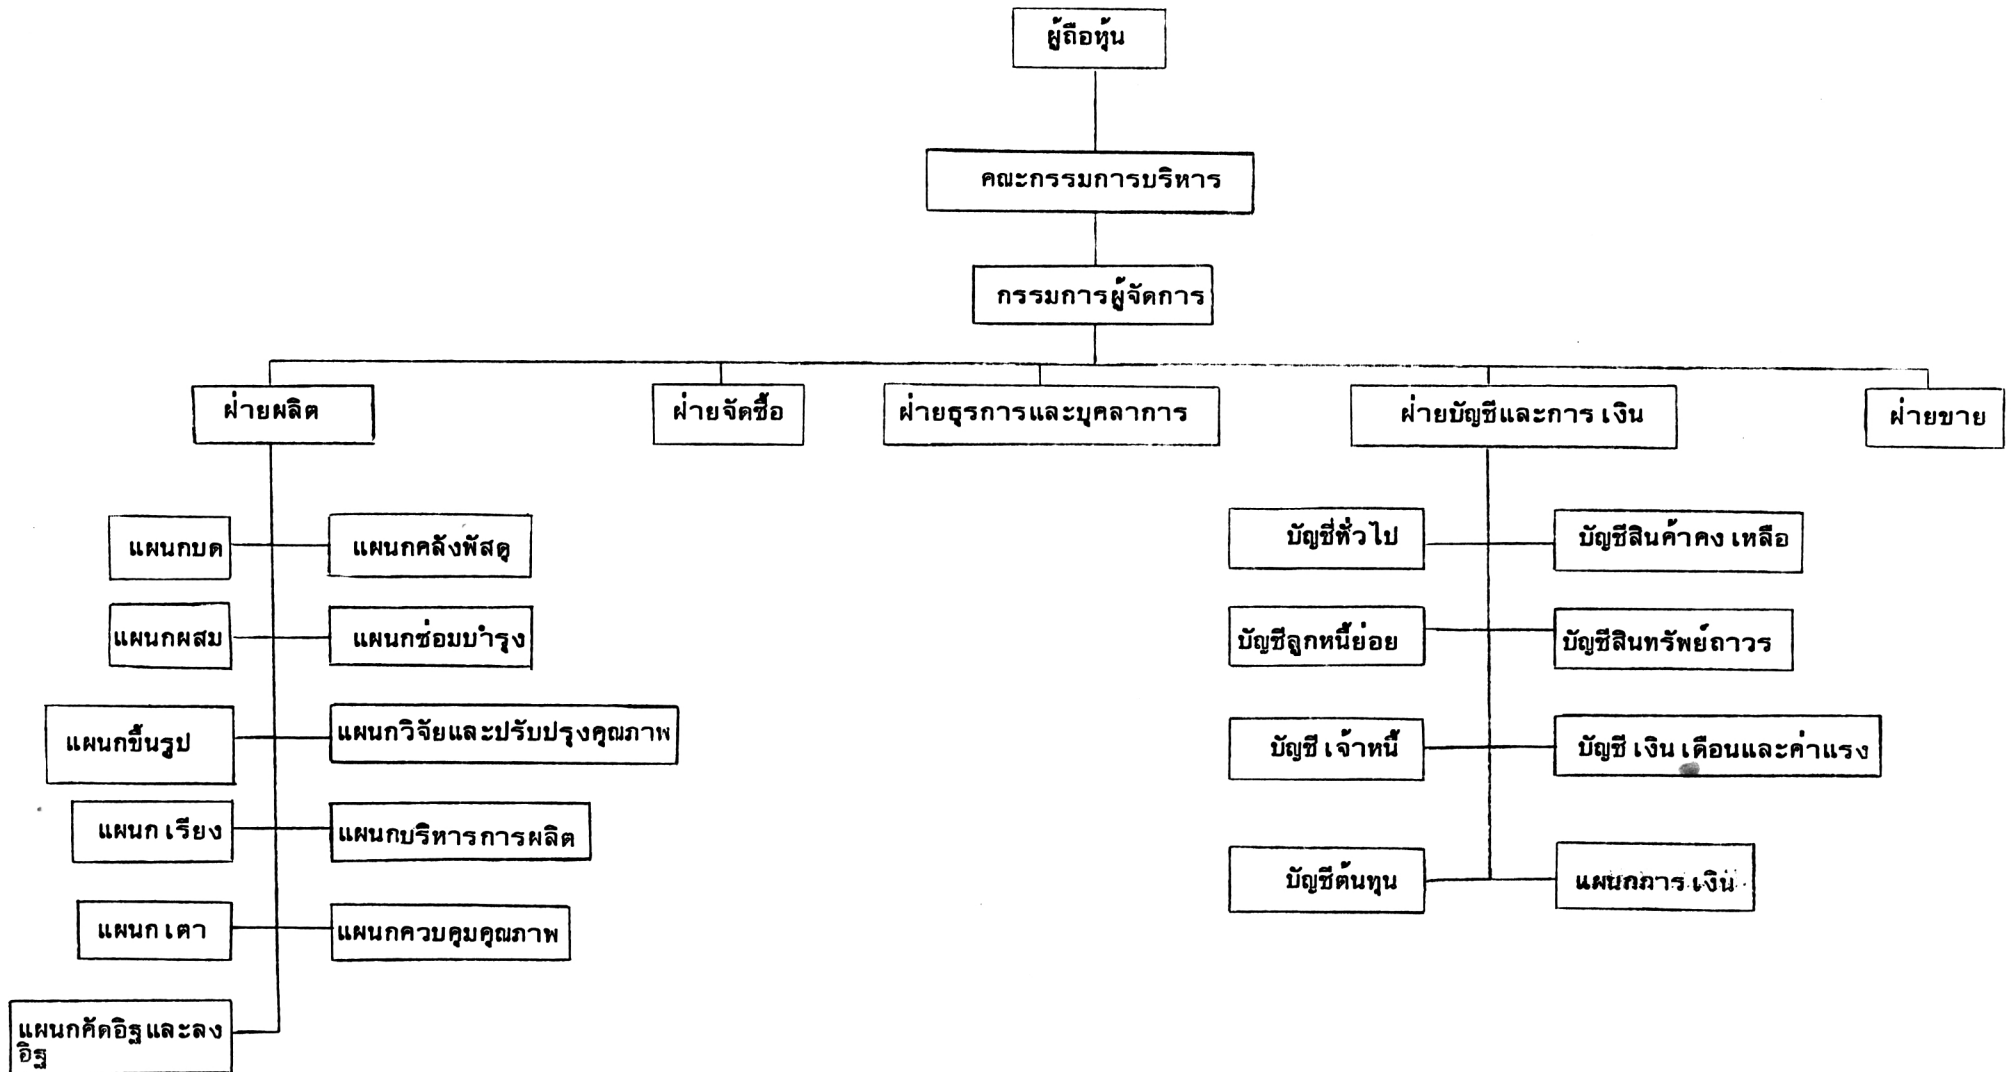 ผู้ถือหุ้น
คณะกรรมการบริหาร
กรรมการผู้จัดการ
ฝ่ายผลิต
ฝ่ายจัดซื้อ
ฝ่ายธุรการและบุคลาการ
ฝ่ายบัญชีและการเงิน
ฝ่ายขาย
แผนกบด
แผนกคลังพัสดุ
แผนกผสม
แผนกซ่อมบำรุง
แผนกขึ้นรูป
แผนกวิจัยและปรับปรุงคุณภาพ
แผนกเรียง
แผนกบริหารการผลิต
แผนกเตา
แผนกควบคุมคุณภาพ
แผนกคัดอิฐและลง
อิฐ
บัญชีทั่วไป
บัญชีสินค้าคงเหลือ
บัญชีลูกหนี้ย่อย
บัญชีสินทรัพย์ถาวร
บัญชีเจ้าหนี้
บัญชีเงินเดือนและค่าแรง
บัญชีต้นทุน
แผนกการเงิน